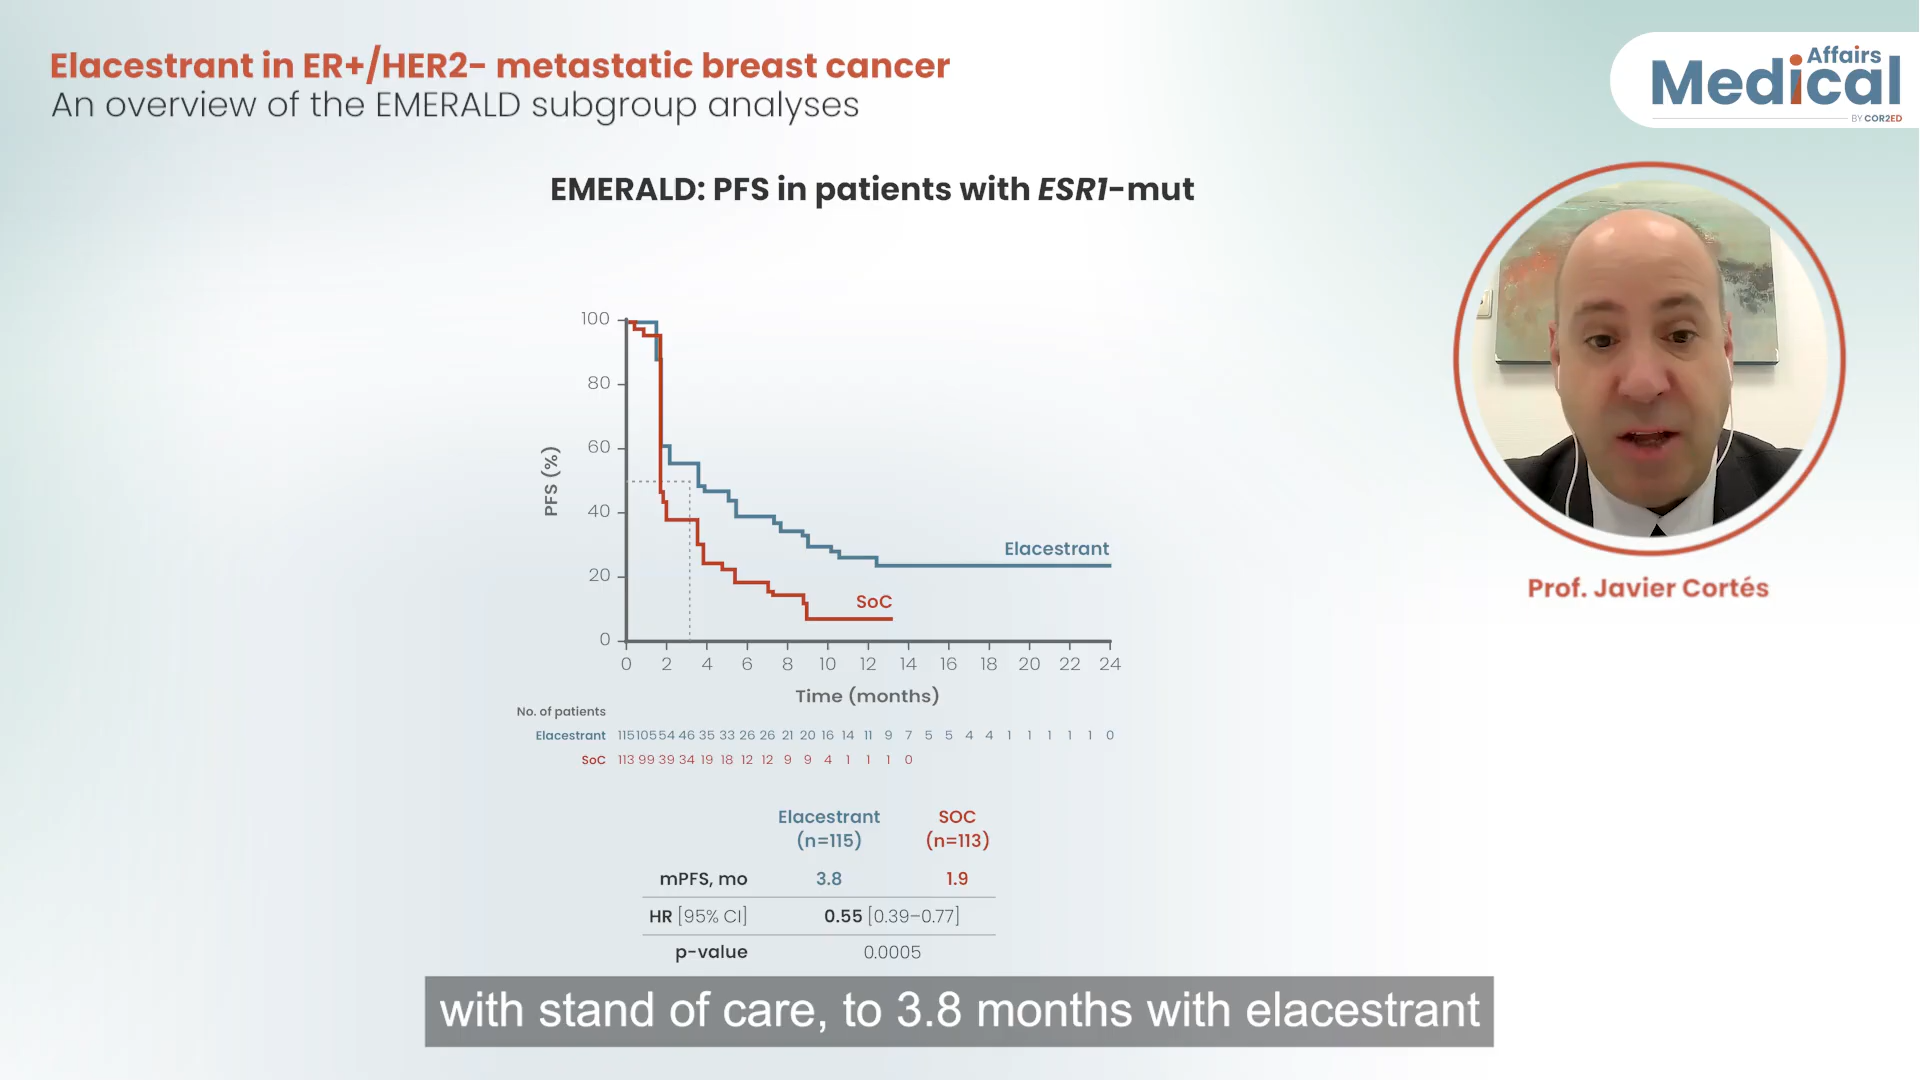 Elacestrant in ER+/HER2- metastatic breast cancer
An overview of the EMERALD subgroup analyses
Affairs
Medical
BY COR2ED
EMERALD: PFS in patients with ESR1-mut
100
80
60
40
20
0
PFS (%)
Elacestrant
SoC
0 2 4 6 8 10 12 14 16 18 20 22 24
Time (months)
No. of patients
Elacestrant 115 105 54 46 35 33 26 26 21 20 16 14 11 9 7 5 5 4 4 1 1 1 1 1 0
SoC 113 99 39 34 19 18 12 12 9 9 4 1 1 1 0
Elacestrant SOC
(n=115) (n=113)
mPFS, mo 3.8 1.9
HR [95% CI] 0.55 [0.39–0.77]
p-value 0.0005
Prof. Javier Cortés
with stand of care, to 3.8 months with elacestrant